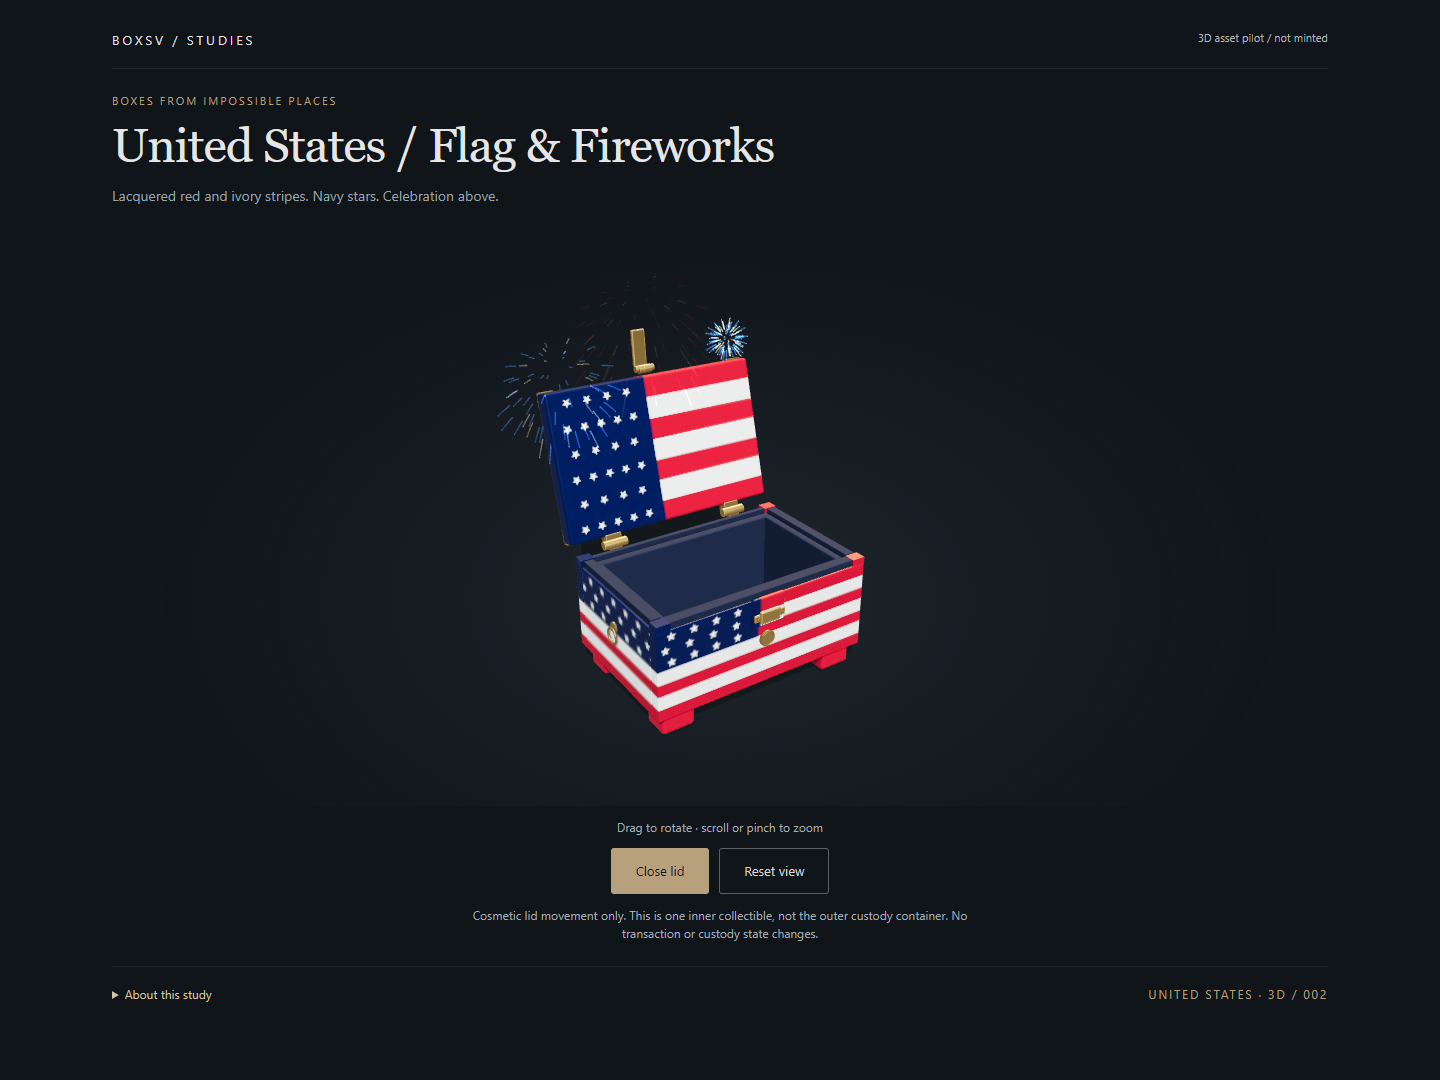 BOXSV / STUDIES
3D asset pilot / not minted
BOXES FROM IMPOSSIBLE PLACES
United States / Flag & Fireworks
Lacquered red and ivory stripes. Navy stars. Celebration above.
Drag to rotate · scroll or pinch to zoom
Close lid
Reset view
Cosmetic lid movement only. This is one inner collectible, not the outer custody container. No
transaction or custody state changes.
About this study
UNITED STATES · 3D / 002